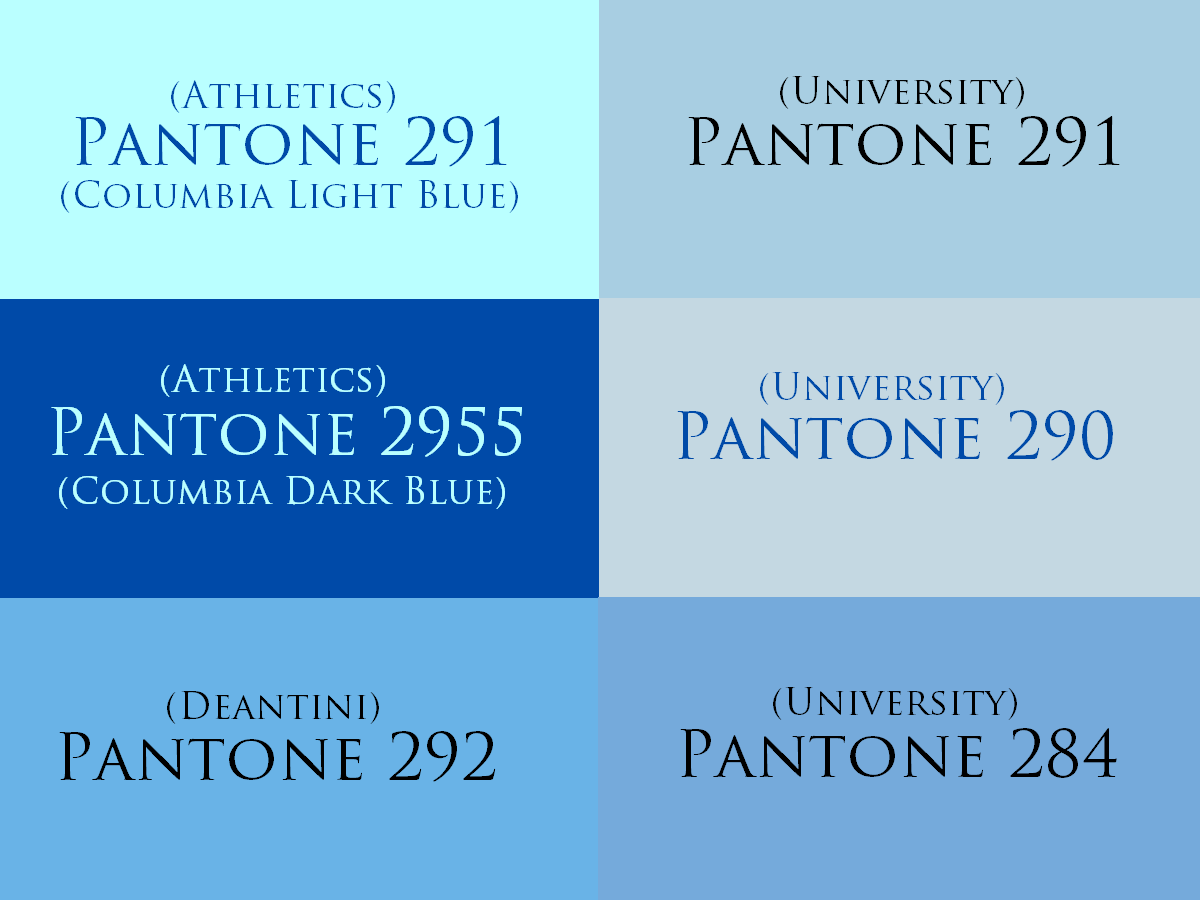 (Athletics)
Pantone 291
(Columbia Light Blue)
(University)
Pantone 291
(Athletics)
Pantone 2955
(Columbia Dark Blue)
(University)
Pantone 290
(Deantini)
Pantone 292
(University)
Pantone 284